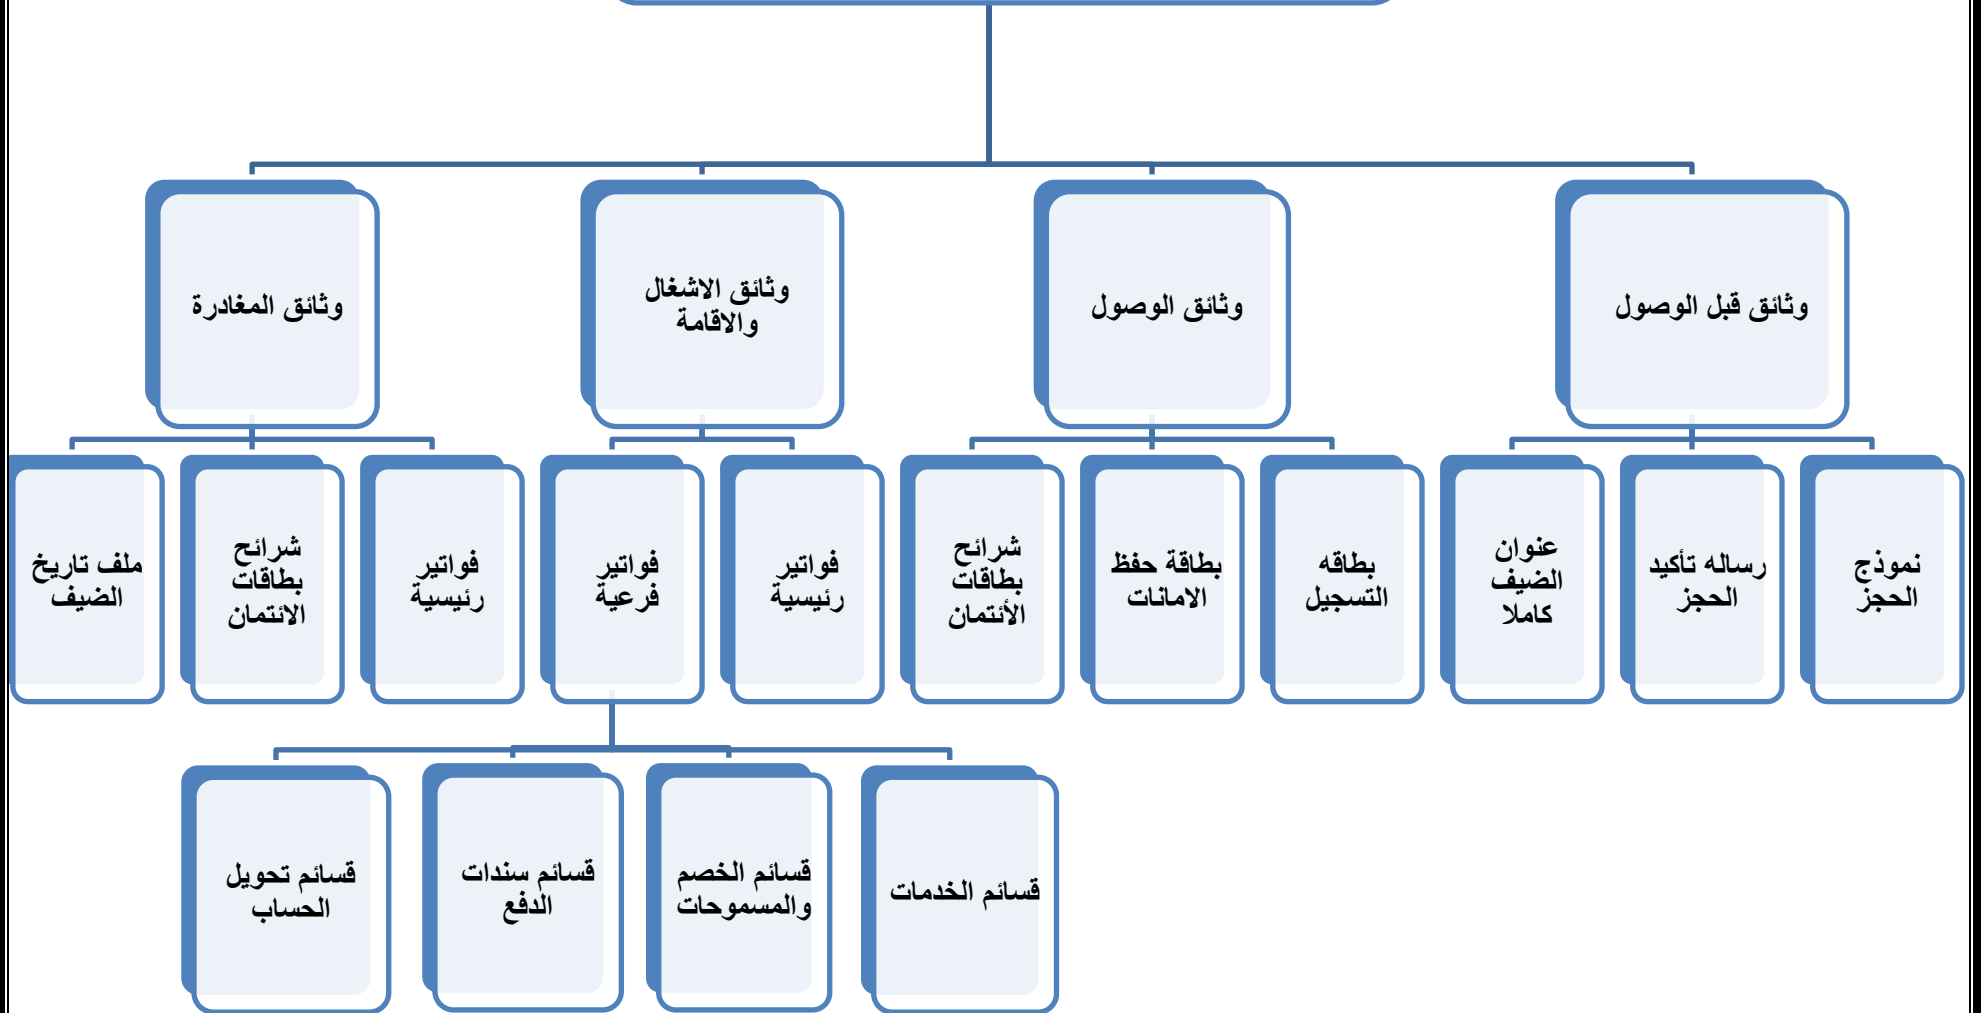 وثائق قبل الوصول
وثائق الوصول
وثائق الاشغال
والاقامة
وثائق المغادرة
نموذج
الحجز
رساله تأكيد
الحجز
عنوان
الضيف
كاملا
بطاقه
التسجيل
بطاقة حفظ
الامانات
شرائح
بطاقات
الأئتمان
فواتير
رئيسية
فواتير
فرعية
فواتير
رئيسية
شرائح
بطاقات
الائتمان
ملف تاريخ
الضيف
قسائم الخدمات
قسائم الخصم
والمسموحات
قسائم سندات
الدفع
قسائم تحويل
الحساب